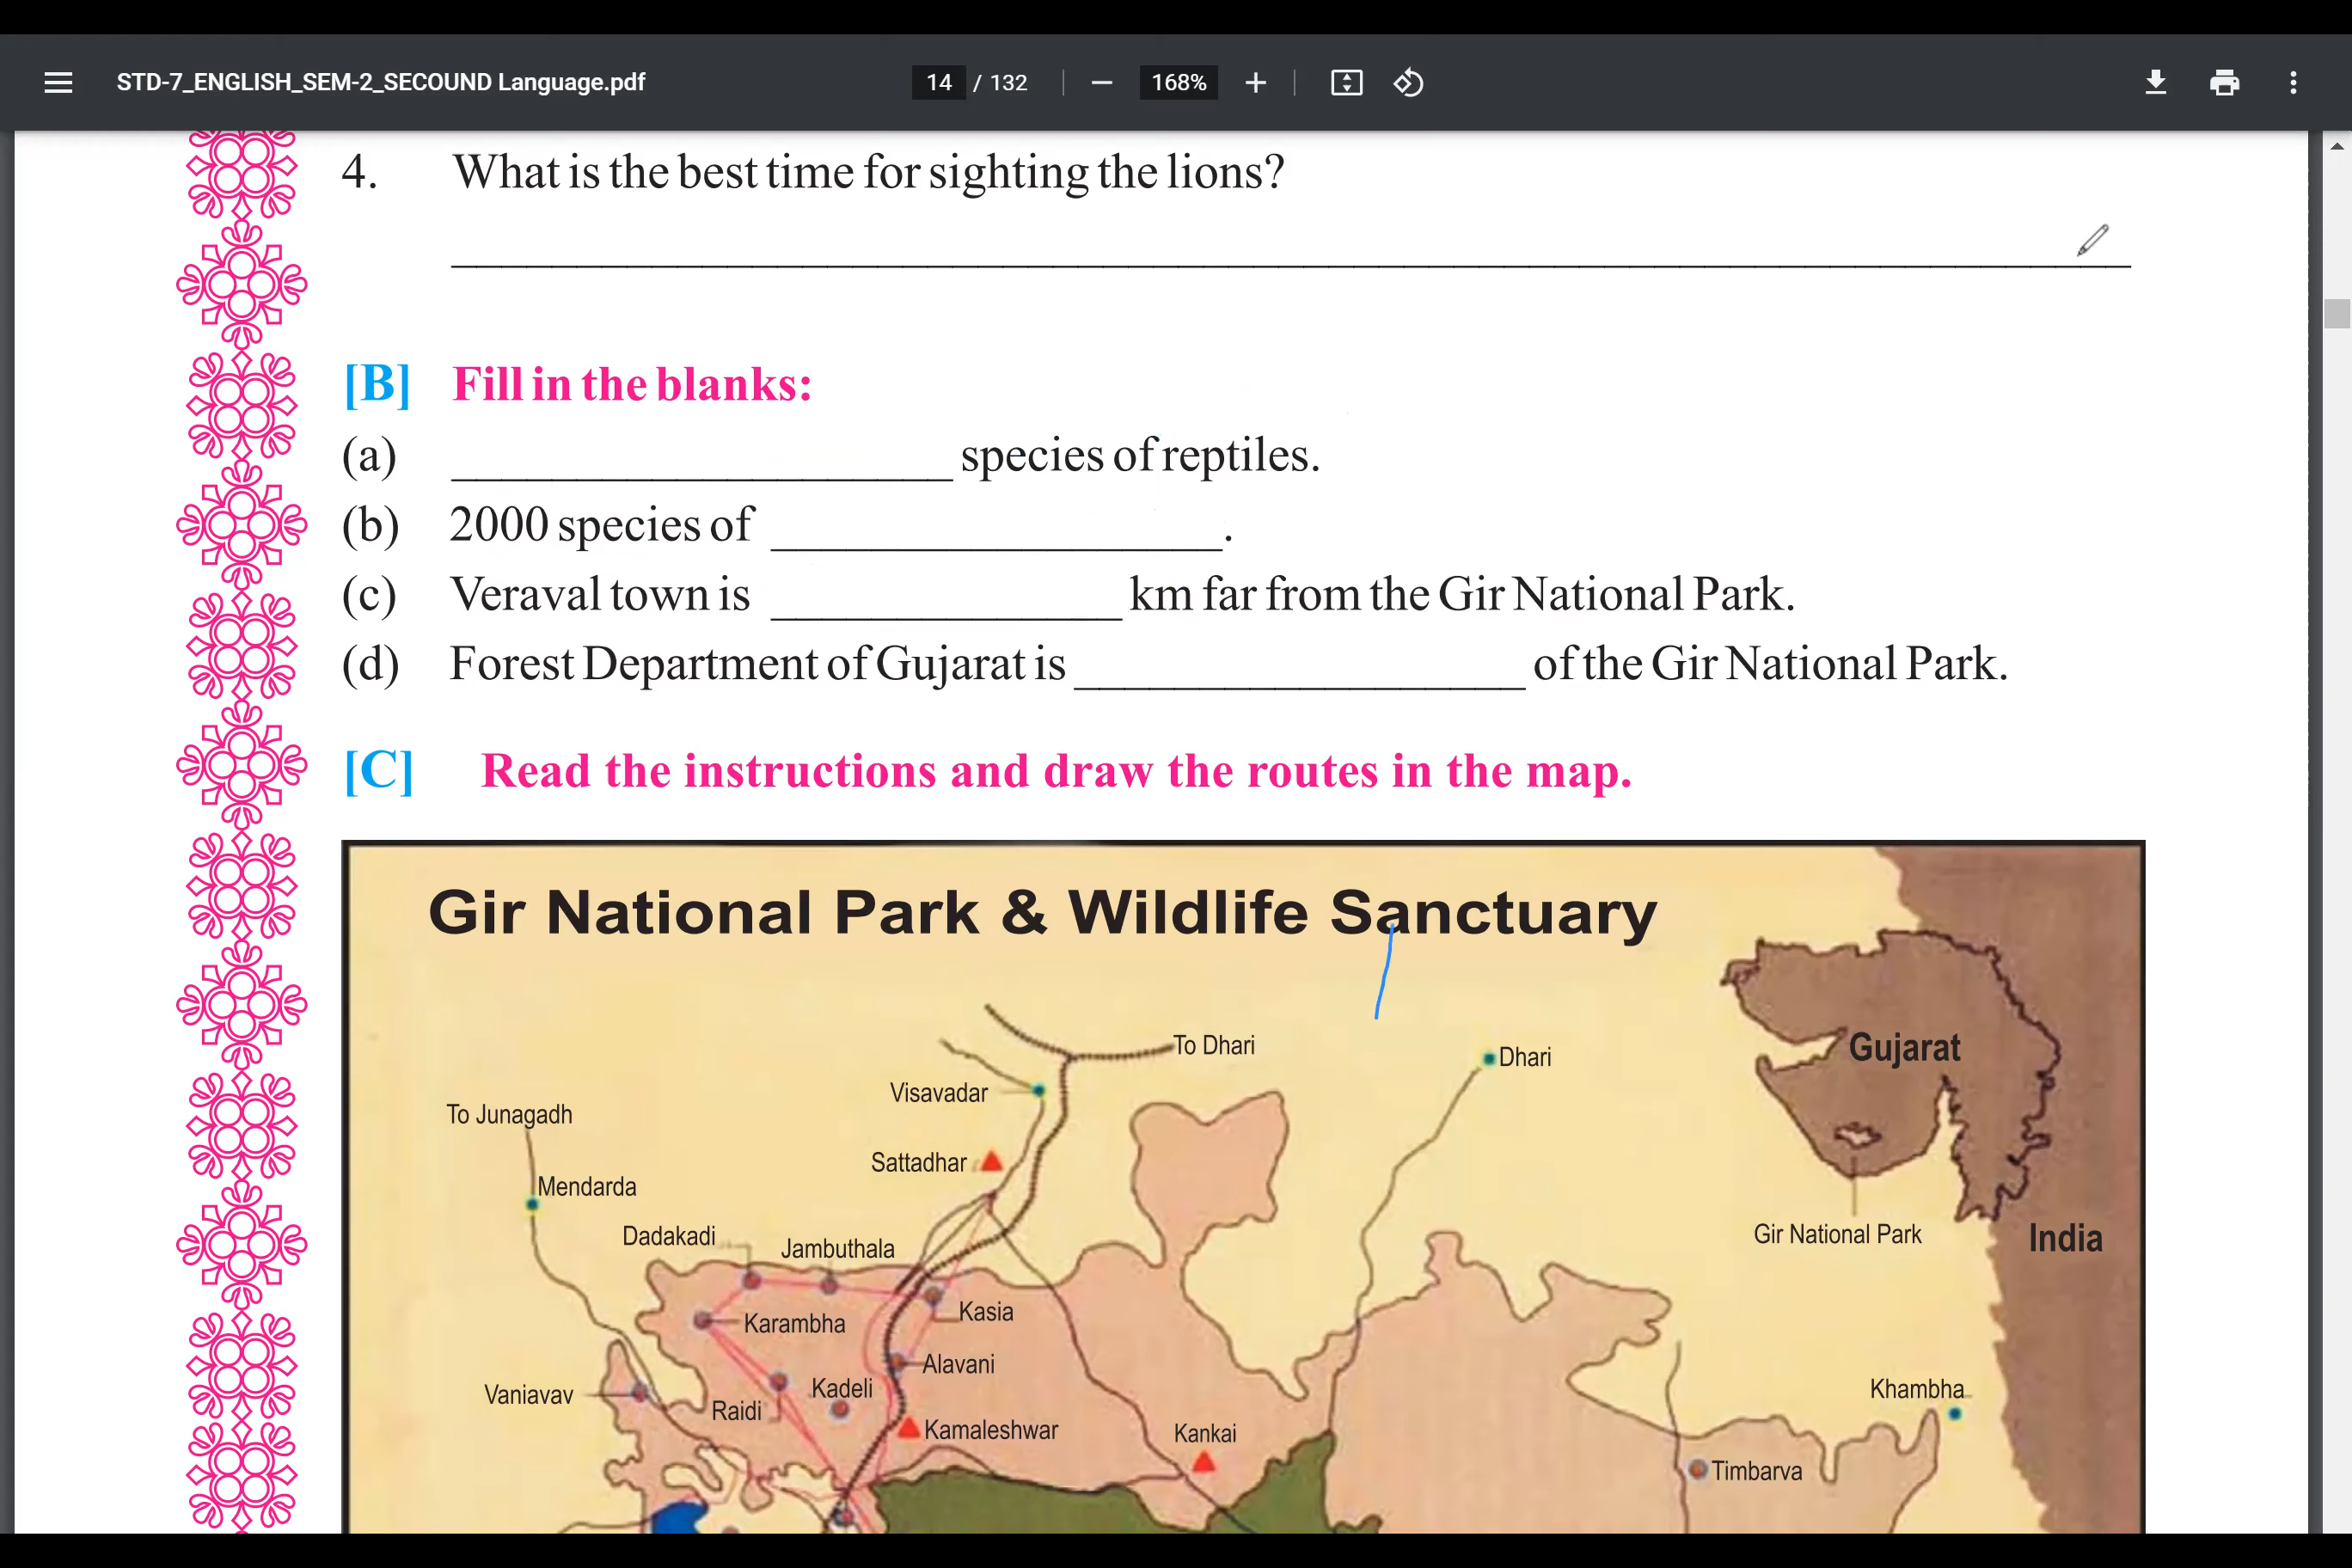 STD-7_ENGLISH_SEM-2_SECOUND Language.pdf 14 / 132 168%
4. What is the best time for sighting the lions?
[B] Fill in the blanks:
(a) ____________________ species of reptiles.
(b) 2000 species of __________________.
(c) Veraval town is ______________ km far from the Gir National Park.
(d) Forest Department of Gujarat is __________________ of the Gir National Park.
[C] Read the instructions and draw the routes in the map.
Gir National Park & Wildlife Sanctuary
To Dhari
Dhari
Gujarat
Visavadar
To Junagadh
Sattadhar
Mendarda
Gir National Park
India
Dadakadi
Jambuthala
Kasia
Karambha
Alavani
Kadeli
Vaniavav
Raidi
Khambha
Kamaleshwar
Kankai
Timbarva